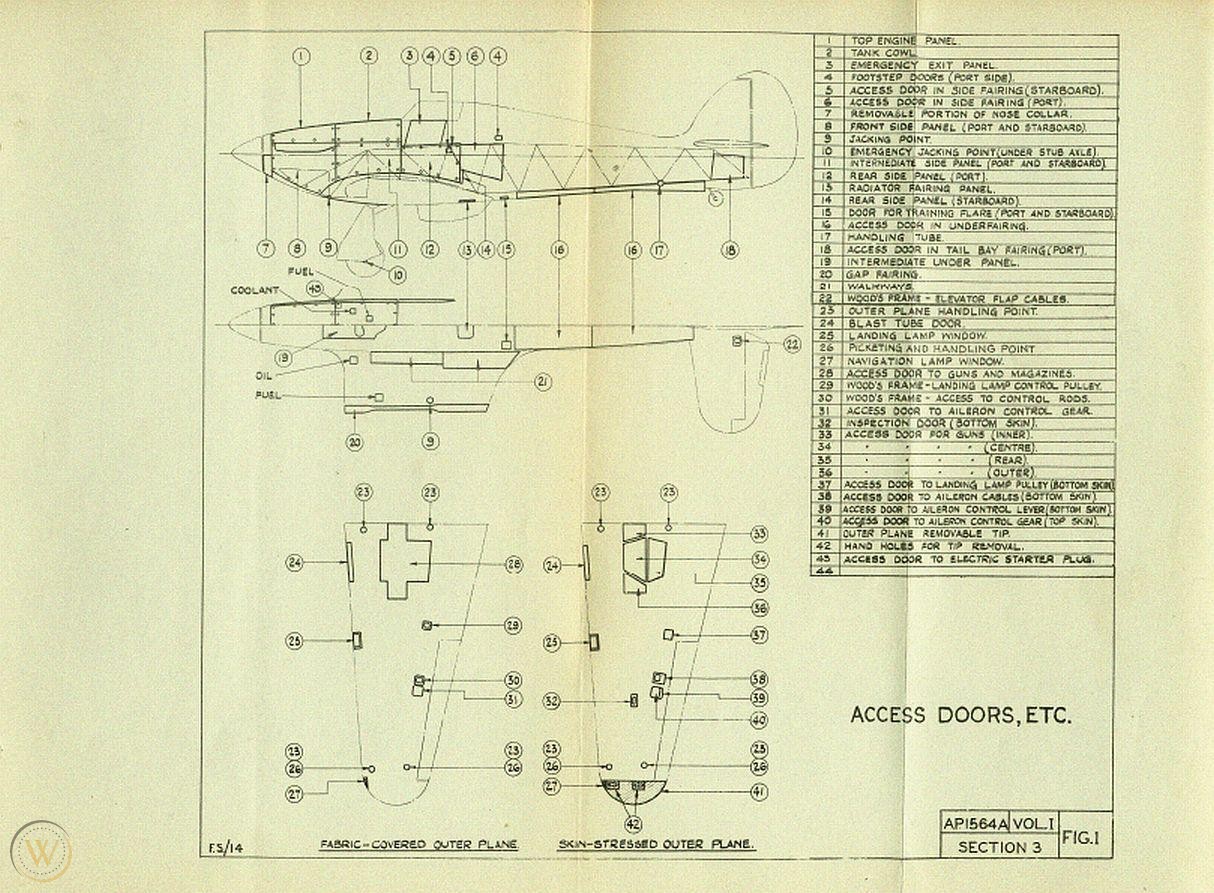 1 2 3 4 5 6 4
7 8 9 10 11 12 13 14 15 16 16 17 18
FUEL
COOLANT 43
19
22
OIL
21
FUEL
20 9
1 TOP ENGINE PANEL.
2 TANK COWL.
3 EMERGENCY EXIT PANEL.
4 FOOTSTEP DOORS (PORT SIDE).
5 ACCESS DOOR IN SIDE FAIRING (STARBOARD).
6 ACCESS DOOR IN SIDE FAIRING (PORT).
7 REMOVABLE PORTION OF NOSE COLLAR.
8 FRONT SIDE PANEL (PORT AND STARBOARD).
9 JACKING POINT.
10 EMERGENCY JACKING POINT (UNDER STUB AXLE).
11 INTERMEDIATE SIDE PANEL (PORT AND STARBOARD).
12 REAR SIDE PANEL (PORT).
13 RADIATOR FAIRING PANEL.
14 REAR SIDE PANEL (STARBOARD).
15 DOOR FOR TRAINING FLARE (PORT AND STARBOARD).
16 ACCESS DOOR IN UNDERFAIRING.
17 HANDLING TUBE.
18 ACCESS DOOR IN TAIL BAY FAIRING (PORT).
19 INTERMEDIATE UNDER PANEL.
20 GAP FAIRING.
21 WALKWAYS.
22 WOOD'S FRAME - ELEVATOR FLAP CABLES.
23 OUTER PLANE HANDLING POINT.
24 BLAST TUBE DOOR.
25 LANDING LAMP WINDOW.
26 PICKETING AND HANDLING POINT
27 NAVIGATION LAMP WINDOW.
28 ACCESS DOOR TO GUNS AND MAGAZINES.
29 WOOD'S FRAME - LANDING LAMP CONTROL PULLEY.
30 WOOD'S FRAME - ACCESS TO CONTROL RODS.
31 ACCESS DOOR TO AILERON CONTROL GEAR.
32 INSPECTION DOOR (BOTTOM SKIN).
33 ACCESS DOOR FOR GUNS (INNER).
34 " " " " (CENTRE).
35 " " " " (REAR).
36 " " " " (OUTER).
37 ACCESS DOOR TO LANDING LAMP PULLEY (BOTTOM SKIN)
38 ACCESS DOOR TO AILERON CABLES (BOTTOM SKIN)
39 ACCESS DOOR TO AILERON CONTROL LEVER (BOTTOM SKIN).
40 ACCESS DOOR TO AILERON CONTROL GEAR (TOP SKIN).
41 OUTER PLANE REMOVABLE TIP.
42 HAND HOLES FOR TIP REMOVAL.
43 ACCESS DOOR TO ELECTRIC STARTER PLUG.
44
23 23 23 23
33
24 28 24 34
35
36
25 29 25 37
30 38
31 32 39
40
23 23 23 23
26 26 26 26
27 27 41
42
F.S/14
FABRIC-COVERED OUTER PLANE.
SKIN-STRESSED OUTER PLANE.
ACCESS DOORS, ETC.
AP1564A VOL.I
SECTION 3
FIG.1
W